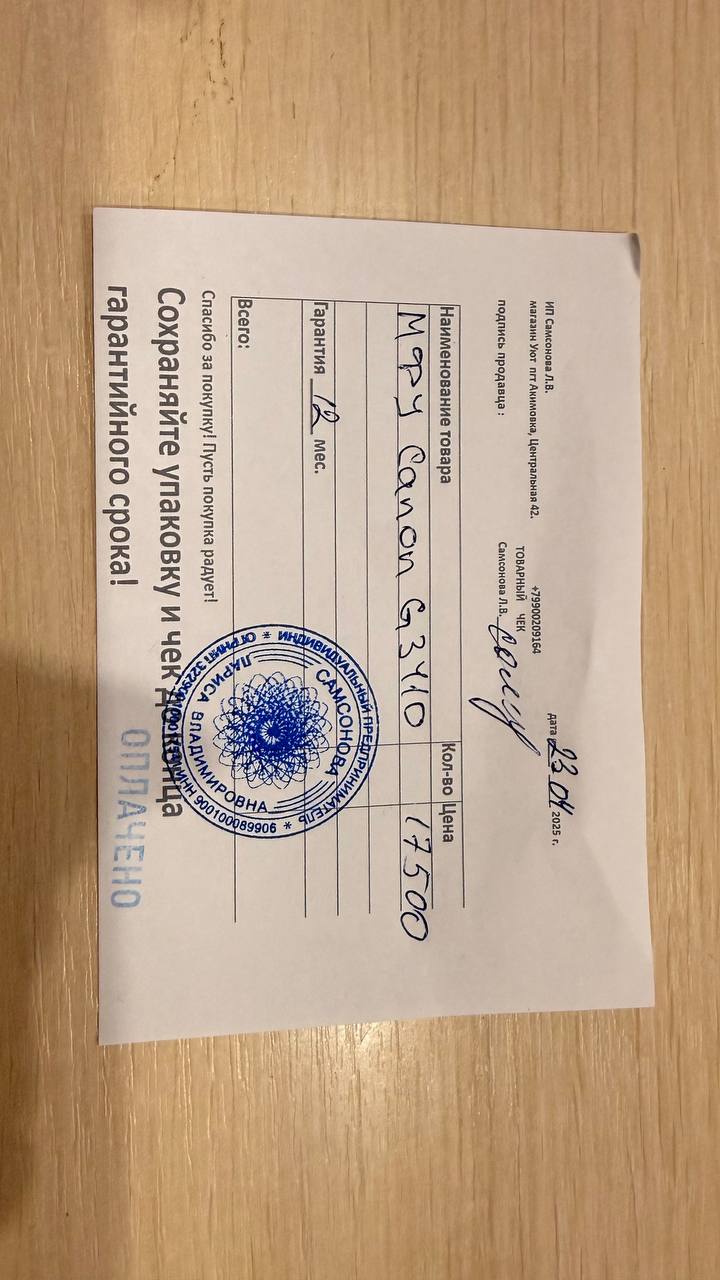 ИП Самсонова Л.В.
магазин Уют пгт Акимовка, Центральная 42.
+79900209164
дата 23.04 2025 г.
ТОВАРНЫЙ ЧЕК
подпись продавца :
Самсонова Л.В.
Наименование товара Кол-во Цена
МФУ Canon G3410 17500
Гарантия 12 мес.
Всего:
Спасибо за покупку! Пусть покупка радует!
Сохраняйте упаковку и чек до конца
гарантийного срока!
ИНДИВИДУАЛЬНЫЙ ПРЕДПРИНИМАТЕЛЬ
САМСОНОВА
ЛАРИСА ВЛАДИМИРОВНА
ОГРНИП
ИНН 900100089906
ОПЛАЧЕНО